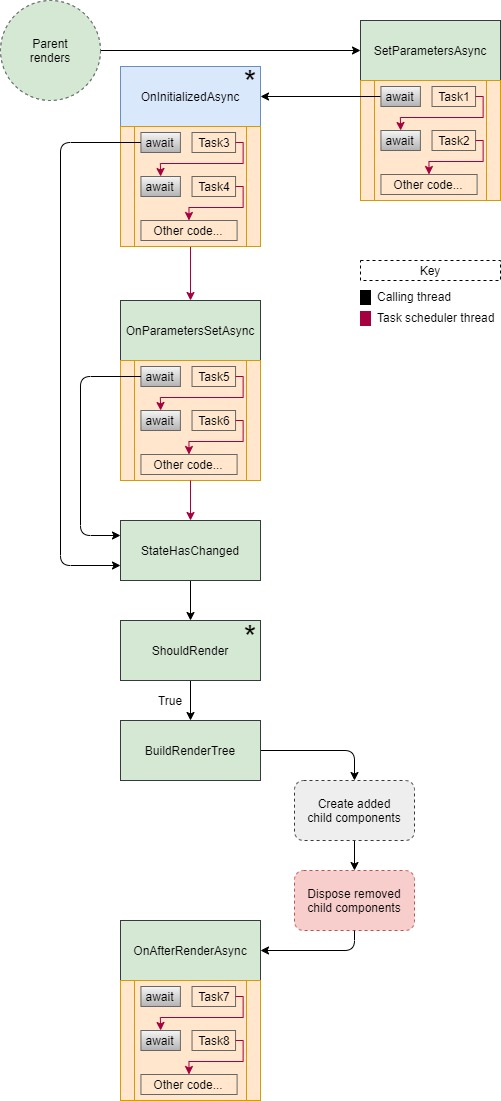 Parent
renders
SetParametersAsync
await Task1
await Task2
Other code...
OnInitializedAsync *
await Task3
await Task4
Other code...
Key
Calling thread
Task scheduler thread
OnParametersSetAsync
await Task5
await Task6
Other code...
StateHasChanged
ShouldRender *
True
BuildRenderTree
Create added
child components
Dispose removed
child components
OnAfterRenderAsync
await Task7
await Task8
Other code...